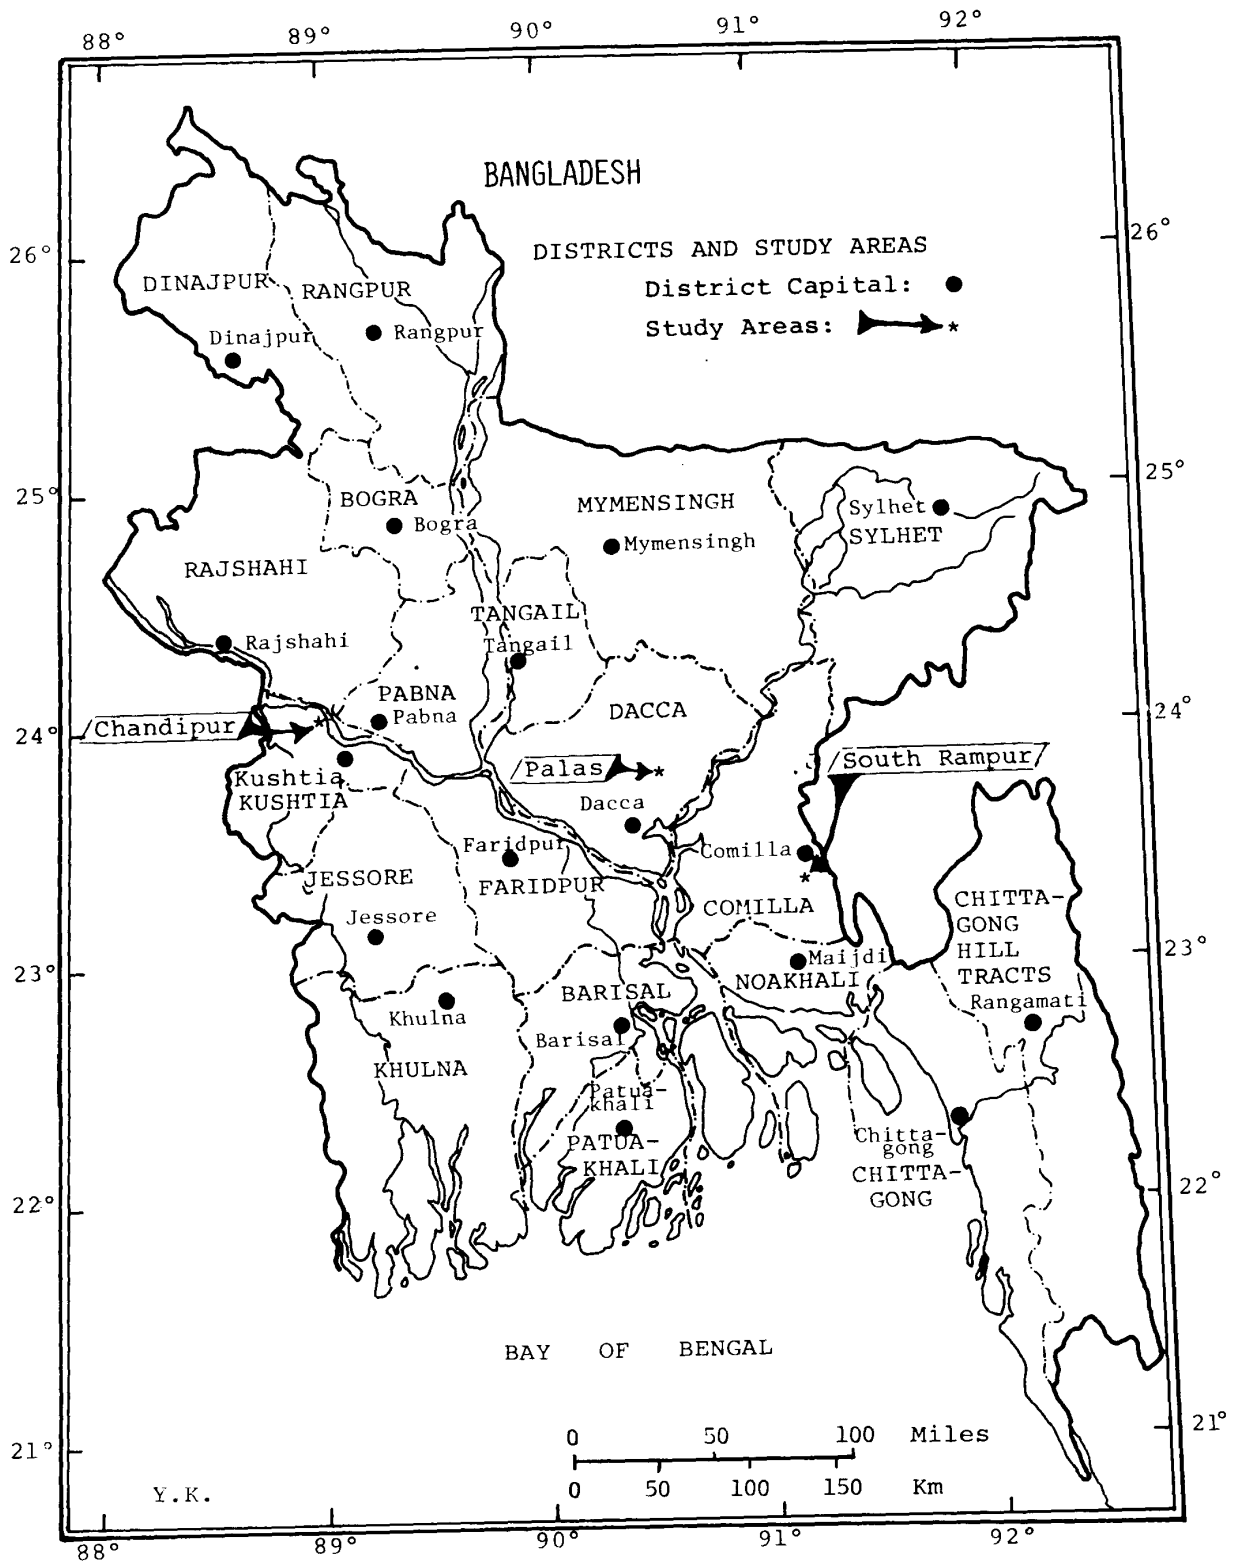 88° 89° 90° 91° 92°
BANGLADESH
DISTRICTS AND STUDY AREAS
District Capital:
Study Areas: *
26° 26°
DINAJPUR
RANGPUR
Dinajpur
Rangpur
25° 25°
BOGRA
Bogra
MYMENSINGH
Mymensingh
Sylhet
SYLHET
RAJSHAHI
Rajshahi
TANGAIL
Tangail
PABNA
Pabna
DACCA
24° 24°
/Chandipur *
/Palas *
/South Rampur/
Kushtia
KUSHTIA
Dacca
Faridpur
FARIDPUR
Comilla
*
COMILLA
JESSORE
Jessore
CHITTA-
GONG
HILL
TRACTS
Rangamati
23° 23°
Maijdi
NOAKHALI
BARISAL
Barisal
Khulna
KHULNA
Patua-
khali
PATUA-
KHALI
Chitta-
gong
CHITTA-
GONG
22° 22°
BAY OF BENGAL
21° 21°
0 50 100 Miles
0 50 100 150 Km
Y.K.
88° 89° 90° 91° 92°